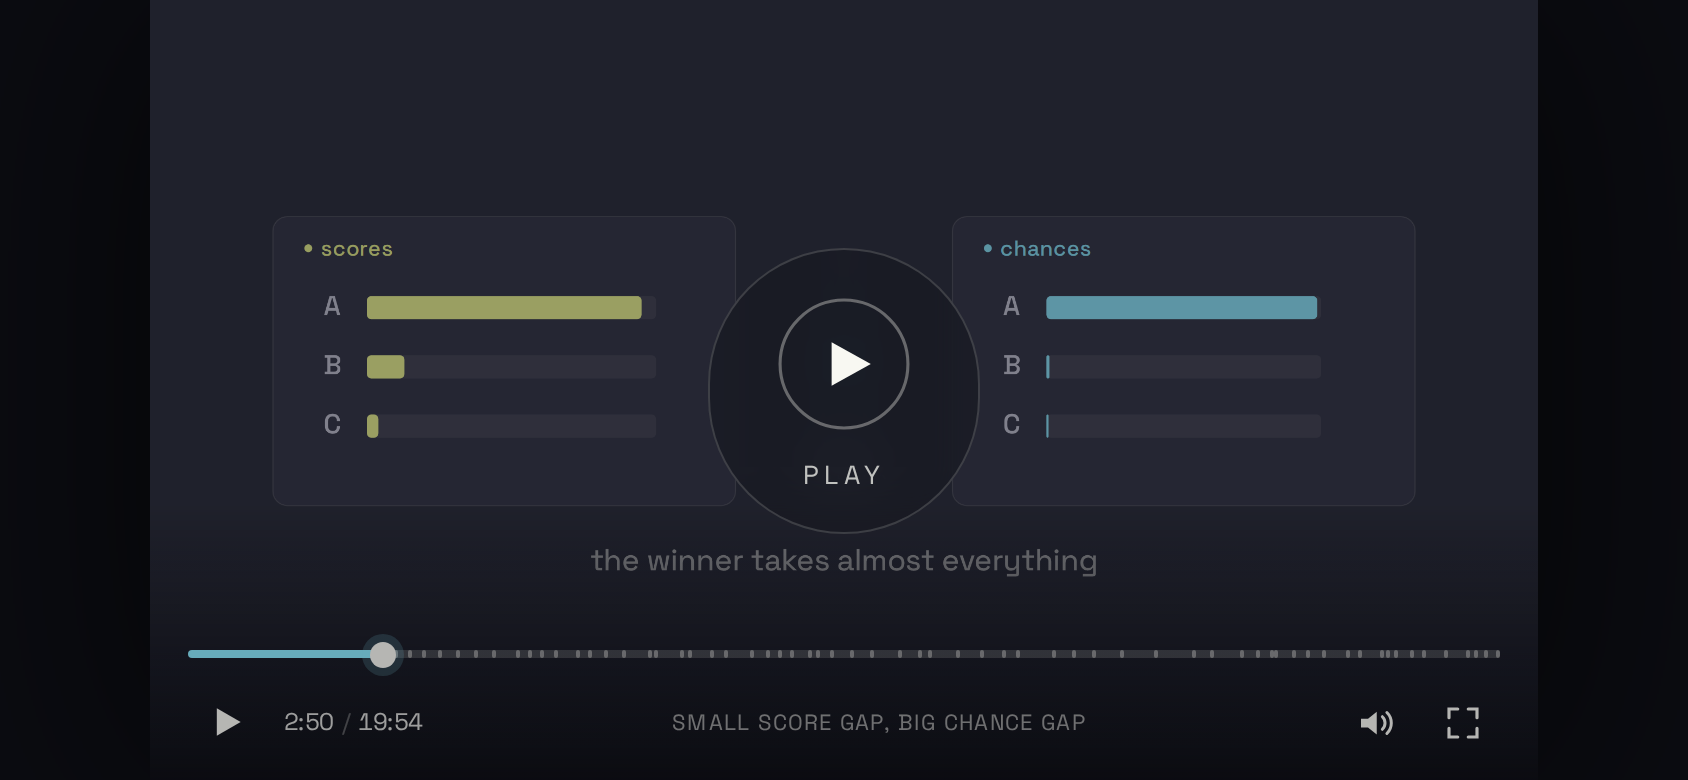 scores
A
B
C
chances
A
B
C
PLAY
the winner takes almost everything
2:50 / 19:54
SMALL SCORE GAP, BIG CHANCE GAP